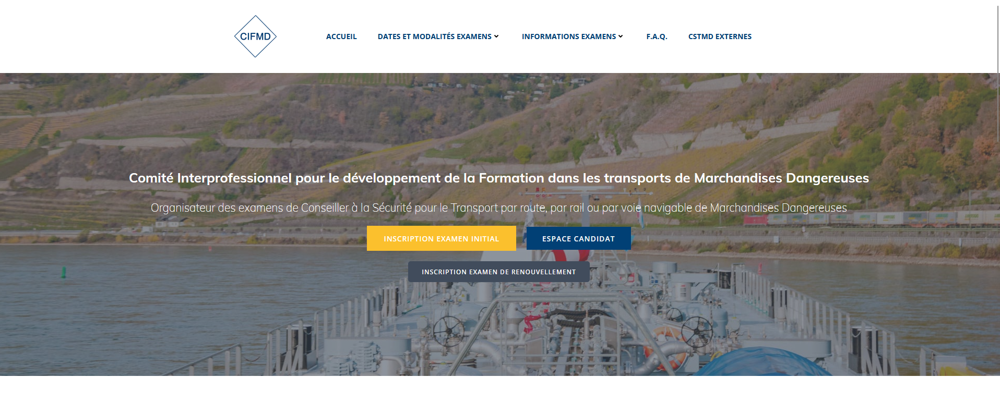 CIFMD
ACCUEIL
DATES ET MODALITÉS EXAMENS
INFORMATIONS EXAMENS
F.A.Q.
CSTMD EXTERNES
Comité Interprofessionnel pour le développement de la Formation dans les transports de Marchandises Dangereuses
Organisateur des examens de Conseiller à la Sécurité pour le Transport par route, par rail ou par voie navigable de Marchandises Dangereuses
INSCRIPTION EXAMEN INITIAL
ESPACE CANDIDAT
INSCRIPTION EXAMEN DE RENOUVELLEMENT